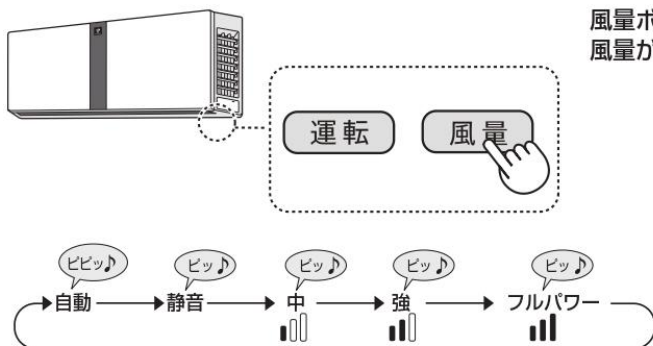 風量ボ
風量が
運転 風量
ピピッ♪ ピッ♪ ピッ♪ ピッ♪ ピッ♪
自動 静音 中 強 フルパワー